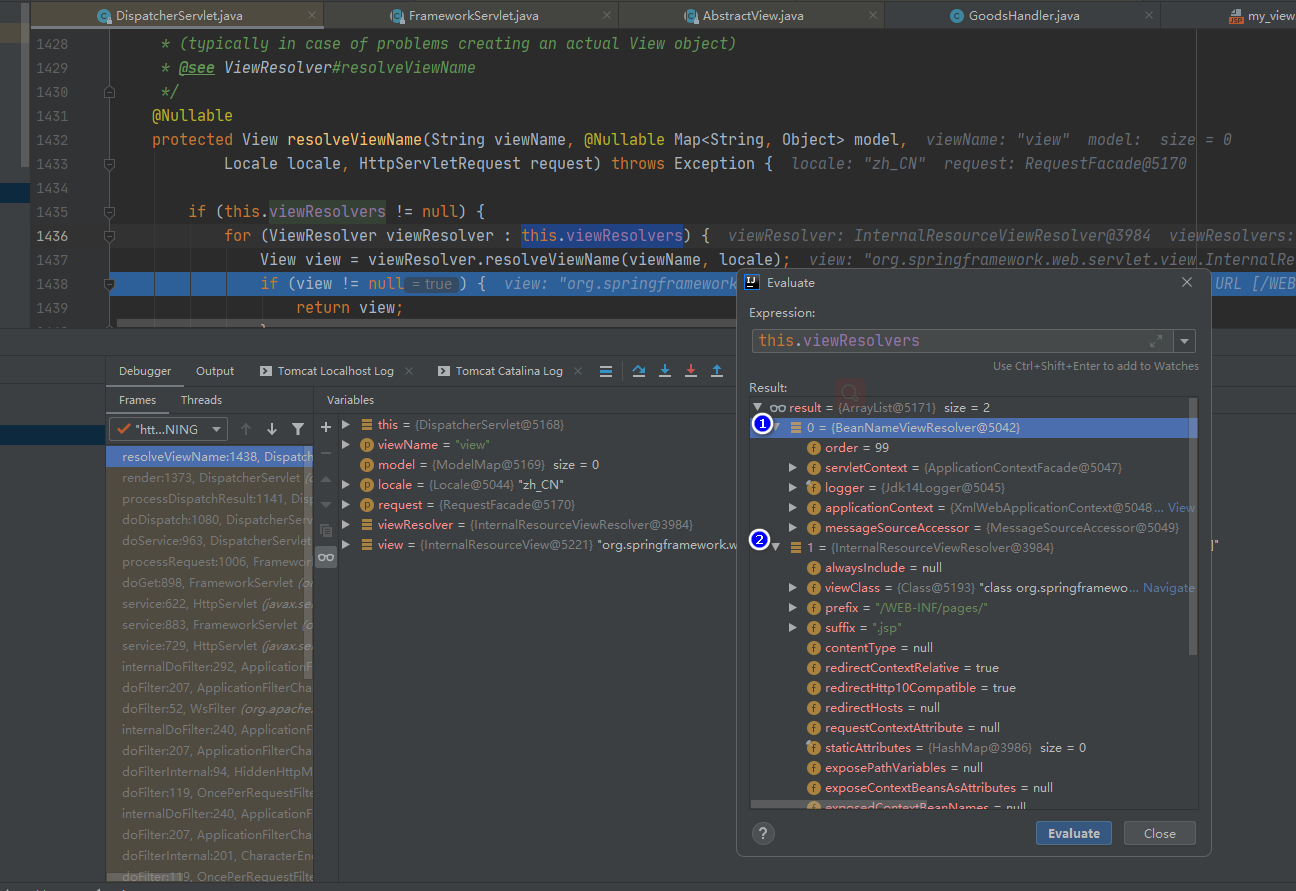 DispatcherServlet.java
FrameworkServlet.java
AbstractView.java
GoodsHandler.java
my_view
1428 * (typically in case of problems creating an actual View object)
1429 * @see ViewResolver#resolveViewName
1430 */
1431 @Nullable
1432 protected View resolveViewName(String viewName, @Nullable Map<String, Object> model, viewName: "view" model: size = 0
1433 Locale locale, HttpServletRequest request) throws Exception { locale: "zh_CN" request: RequestFacade@5170
1434
1435 if (this.viewResolvers != null) {
1436 for (ViewResolver viewResolver : this.viewResolvers) { viewResolver: InternalResourceViewResolver@3984 viewResolvers:
1437 View view = viewResolver.resolveViewName(viewName, locale); view: "org.springframework.web.servlet.view.InternalRe
1438 if (view != null = true ) { view: "org.springframework URL [/WEB
1439 return view;
Debugger
Output
Tomcat Localhost Log
Tomcat Catalina Log
Frames
Threads
Variables
"htt...NING
resolveViewName:1438, Dispatch
render:1373, DispatcherServlet (
processDispatchResult:1141, Disp
doDispatch:1080, DispatcherServ
doService:963, DispatcherServlet
processRequest:1006, Framewor
doGet:898, FrameworkServlet (or
service:622, HttpServlet (javax.se
service:883, FrameworkServlet (o
service:729, HttpServlet (javax.se
internalDoFilter:292, ApplicationF
doFilter:207, ApplicationFilterCha
doFilter:52, WsFilter (org.apache.
internalDoFilter:240, ApplicationF
doFilter:207, ApplicationFilterCha
doFilterInternal:94, HiddenHttpM
doFilter:119, OncePerRequestFilte
internalDoFilter:240, ApplicationF
doFilter:207, ApplicationFilterCha
doFilterInternal:201, CharacterEn
doFilter:119, OncePerRequestFilte
this = {DispatcherServlet@5168}
viewName = "view"
model = {ModelMap@5169} size = 0
locale = {Locale@5044} "zh_CN"
request = {RequestFacade@5170}
viewResolver = {InternalResourceViewResolver@3984}
view = {InternalResourceView@5221} "org.springframework.w
]"
Evaluate
Expression:
this.viewResolvers
Use Ctrl+Shift+Enter to add to Watches
Result:
result = {ArrayList@5171} size = 2
1
0 = {BeanNameViewResolver@5042}
order = 99
servletContext = {ApplicationContextFacade@5047}
logger = {Jdk14Logger@5045}
applicationContext = {XmlWebApplicationContext@5048... View
messageSourceAccessor = {MessageSourceAccessor@5049}
2
1 = {InternalResourceViewResolver@3984}
alwaysInclude = null
viewClass = {Class@5193} "class org.springframewo... Navigate
prefix = "/WEB-INF/pages/"
suffix = ".jsp"
contentType = null
redirectContextRelative = true
redirectHttp10Compatible = true
redirectHosts = null
requestContextAttribute = null
staticAttributes = {HashMap@3986} size = 0
exposePathVariables = null
exposeContextBeansAsAttributes = null
exposedContextBeanNames = null
?
Evaluate
Close